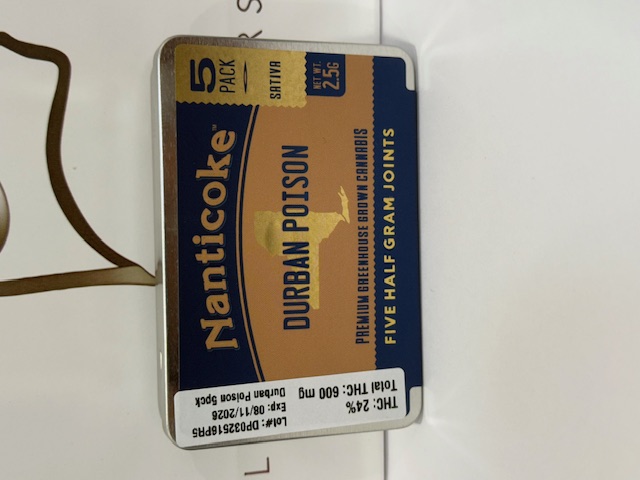 Nanticoke™
5
PACK
SATIVA
NET WT.
2.5G
DURBAN POISON
PREMIUM GREENHOUSE GROWN CANNABIS
FIVE HALF GRAM JOINTS
Lot#: DP032516PR5
Exp: 08/11/2026
Durban Poison 5pck
THC: 24%
Total THC: 600 mg
R S
L